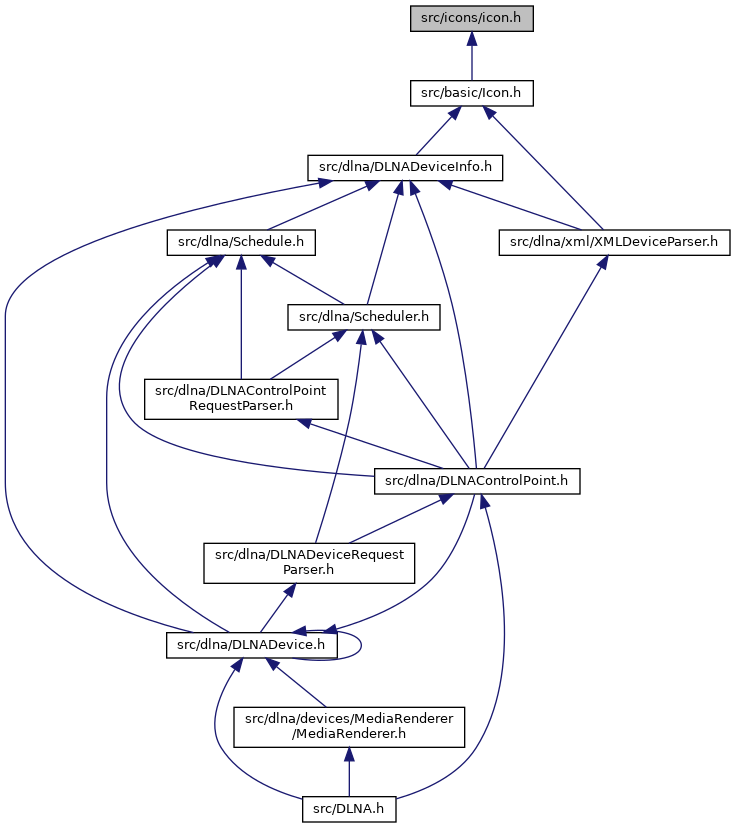 src/icons/icon.h
src/basic/Icon.h
src/dlna/DLNADeviceInfo.h
src/dlna/Schedule.h
src/dlna/xml/XMLDeviceParser.h
src/dlna/Scheduler.h
src/dlna/DLNAControlPoint
RequestParser.h
src/dlna/DLNAControlPoint.h
src/dlna/DLNADeviceRequest
Parser.h
src/dlna/DLNADevice.h
src/dlna/devices/MediaRenderer
/MediaRenderer.h
src/DLNA.h